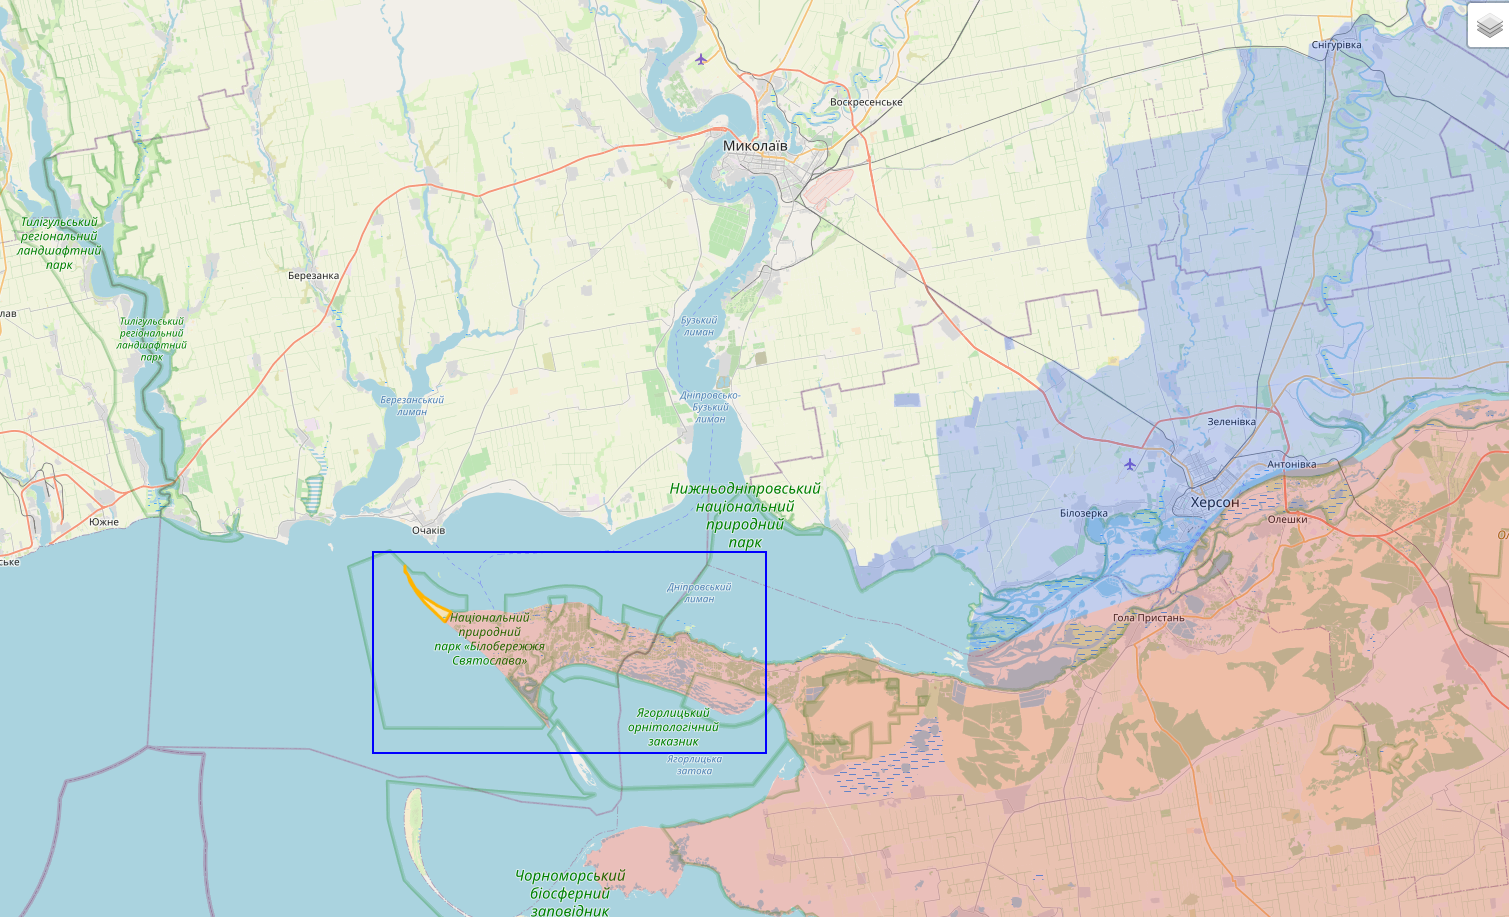 Снігурівка
Воскресенське
Миколаїв
Тилігульський
регіональний
ландшафтний
парк
Березанка
лав
Тилігульський
регіональний
ландшафтний
парк
Бузький
лиман
Березанський
лиман
Дніпровсько-
Бузький
лиман
Зеленівка
Антонівка
Нижньодніпровський
національний
природний
парк
Херсон
Білозерка
Олешки
Южне
Очаків
Ол
ське
Дніпровський
лиман
Національний
природний
парк «Білобережжя
Святослава»
Гола Пристань
Ягорлицький
орнітологічний
заказник
Ягорлицька
затока
Чорноморський
біосферний
заповідник